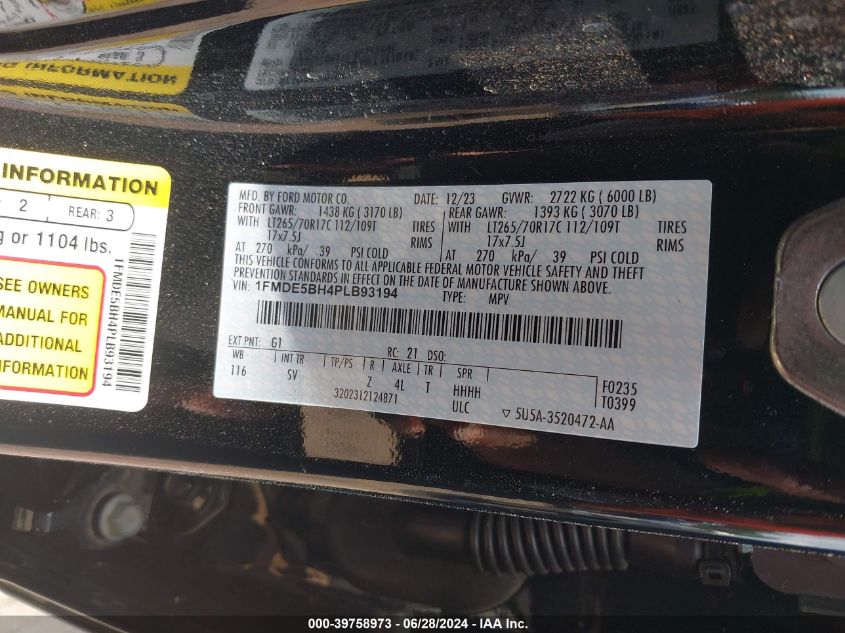 INFORMATION
2
REAR: 3
g or 1104 lbs.
SEE OWNERS
MANUAL FOR
ADDITIONAL
INFORMATION
1FMDE5BH4PLB93194
MFD. BY FORD MOTOR CO. DATE: 12/23 GVWR: 2722 KG ( 6000 LB)
FRONT GAWR: 1438 KG ( 3170 LB) REAR GAWR: 1393 KG ( 3070 LB)
WITH LT265/70R17C 112/109T TIRES WITH LT265/70R17C 112/109T TIRES
17x7.5J RIMS 17x7.5J RIMS
AT 270 kPa/ 39 PSI COLD AT 270 kPa/ 39 PSI COLD
THIS VEHICLE CONFORMS TO ALL APPLICABLE FEDERAL MOTOR VEHICLE SAFETY AND THEFT
PREVENTION STANDARDS IN EFFECT ON THE DATE OF MANUFACTURE SHOWN ABOVE.
VIN: 1FMDE5BH4PLB93194 TYPE: MPV
EXT PNT: G1 RC: 21 DSO:
WB INT TR TP/PS R AXLE TR SPR
116 SV Z 4L T HHHH F0235
3202312124871 ULC T0399
▽ 5U5A-3520472-AA
000-39758973 - 06/28/2024 - IAA Inc.